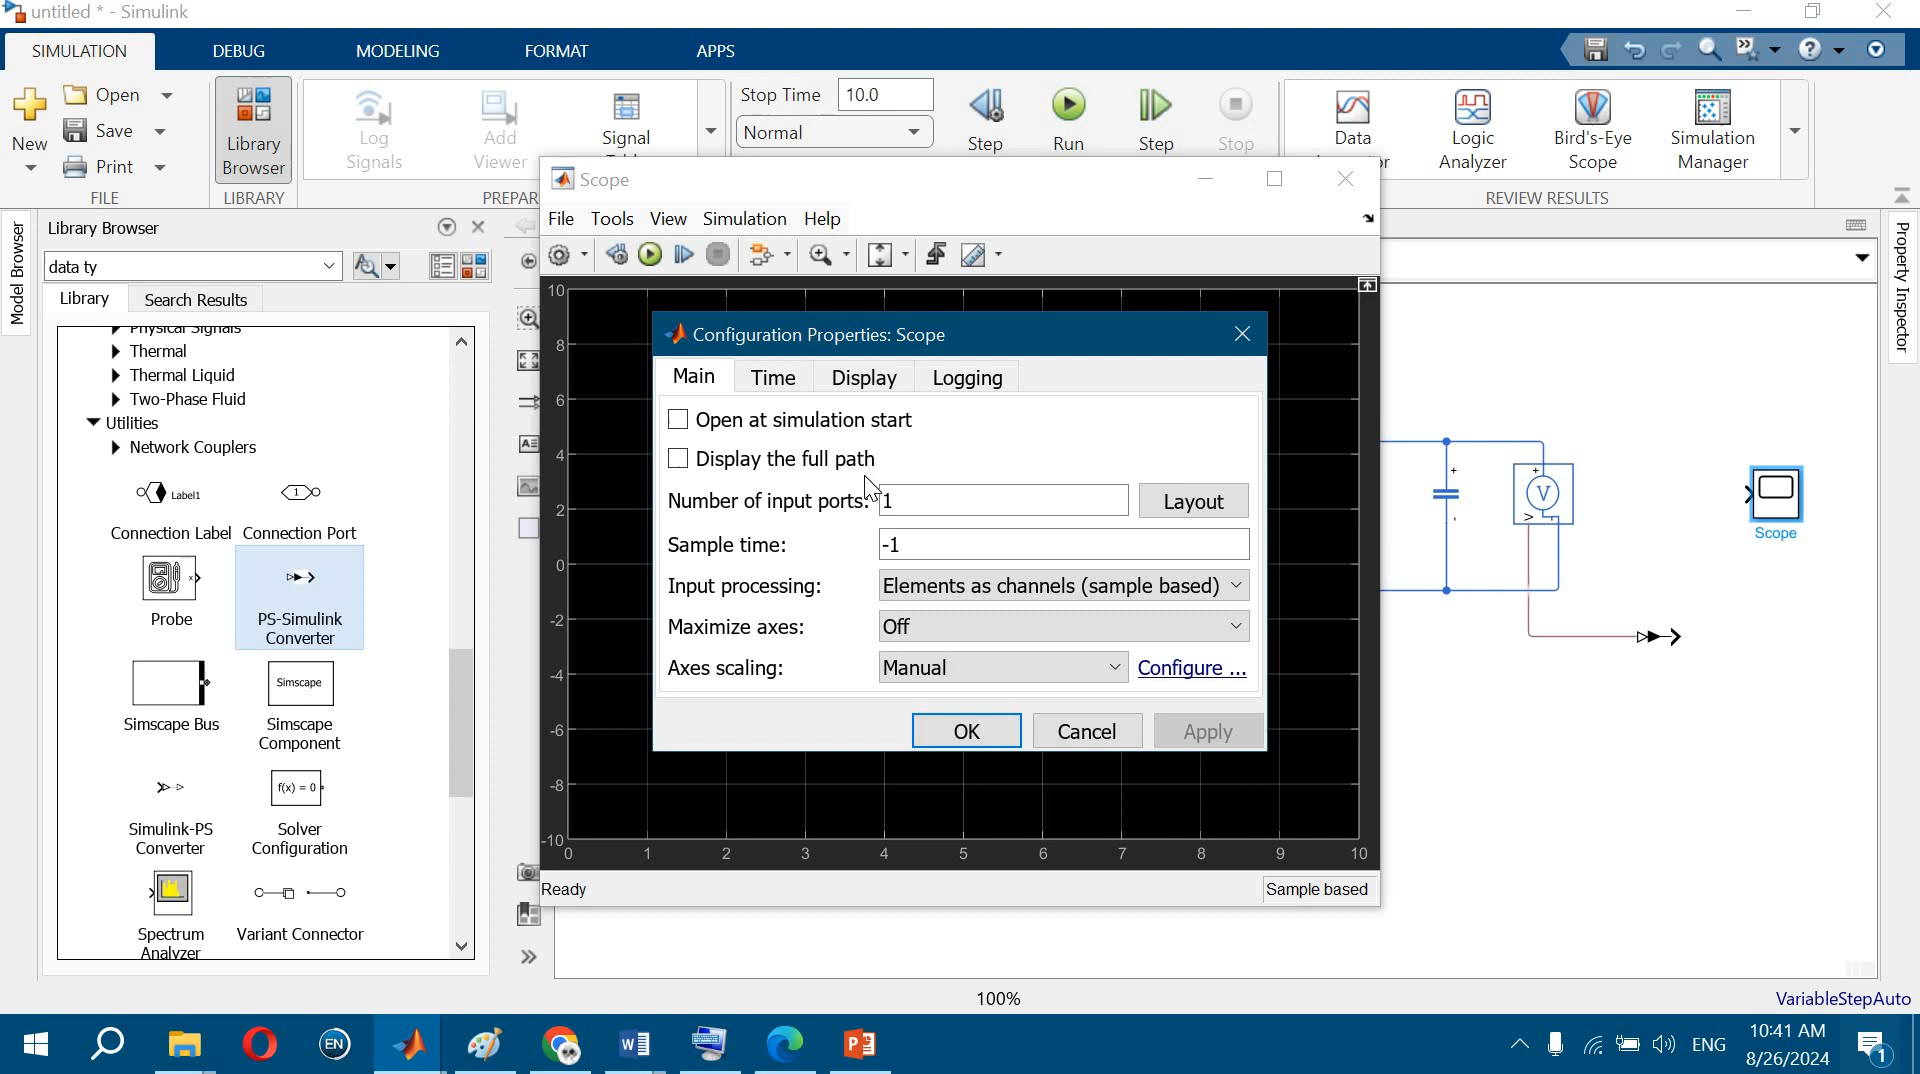 untitled * - Simulink
SIMULATION DEBUG MODELING FORMAT APPS
New
Open
Save
Print
FILE
Library
Browser
LIBRARY
Log
Signals
Add
Viewer
Signal
PREPAR
Stop Time 10.0
Normal
Step
Run
Step
Stop
Data
Logic
Analyzer
Bird's-Eye
Scope
Simulation
Manager
REVIEW RESULTS
Model Browser
Library Browser
data ty
Library Search Results
Physical Signals
Thermal
Thermal Liquid
Two-Phase Fluid
Utilities
Network Couplers
Label1
1
Connection Label Connection Port
Probe
PS-Simulink
Converter
Simscape Bus
Simscape
Simscape
Component
Simulink-PS
Converter
f(x) = 0
Solver
Configuration
Spectrum
Analyzer
Variant Connector
Scope
File Tools View Simulation Help
Configuration Properties: Scope
Main Time Display Logging
Open at simulation start
Display the full path
Number of input ports: 1 Layout
Sample time: -1
Input processing: Elements as channels (sample based)
Maximize axes: Off
Axes scaling: Manual Configure ...
OK Cancel Apply
10
8
6
4
2
0
-2
-4
-6
-8
-10
0 1 2 3 4 5 6 7 8 9 10
Ready Sample based
V
Scope
Property Inspector
100% VariableStepAuto
EN
ENG
10:41 AM
8/26/2024
1